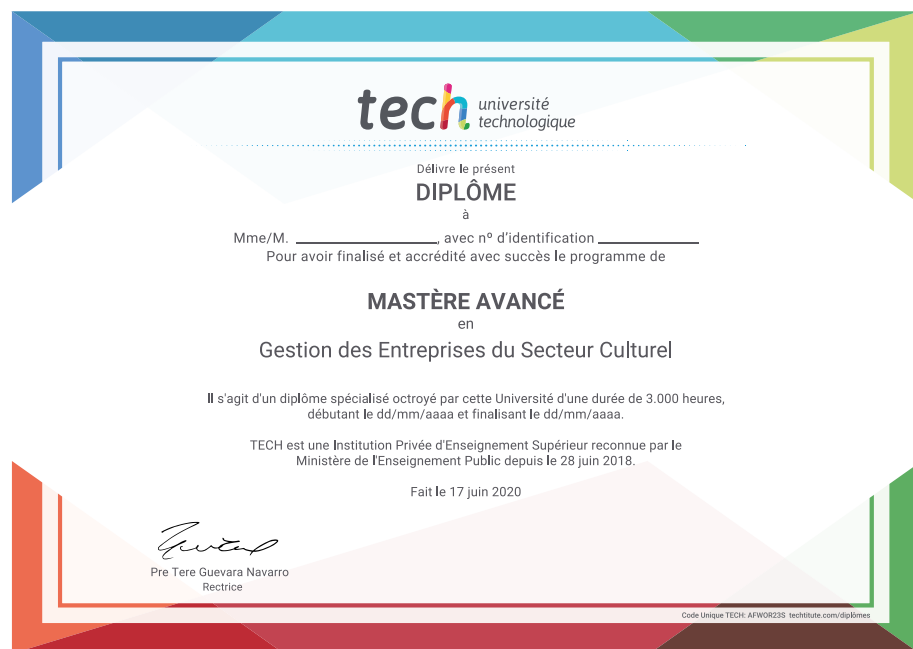 tech université
technologique
Délivre le présent
DIPLÔME
à
Mme/M. ____________, avec nº d'identification ____________
Pour avoir finalisé et accrédité avec succès le programme de
MASTÈRE AVANCÉ
en
Gestion des Entreprises du Secteur Culturel
Il s'agit d'un diplôme spécialisé octroyé par cette Université d'une durée de 3.000 heures,
débutant le dd/mm/aaaa et finalisant le dd/mm/aaaa.
TECH est une Institution Privée d'Enseignement Supérieur reconnue par le
Ministère de l'Enseignement Public depuis le 28 juin 2018.
Fait le 17 juin 2020
Pre Tere Guevara Navarro
Rectrice
Code Unique TECH: AFWOR23S techtitute.com/diplômes